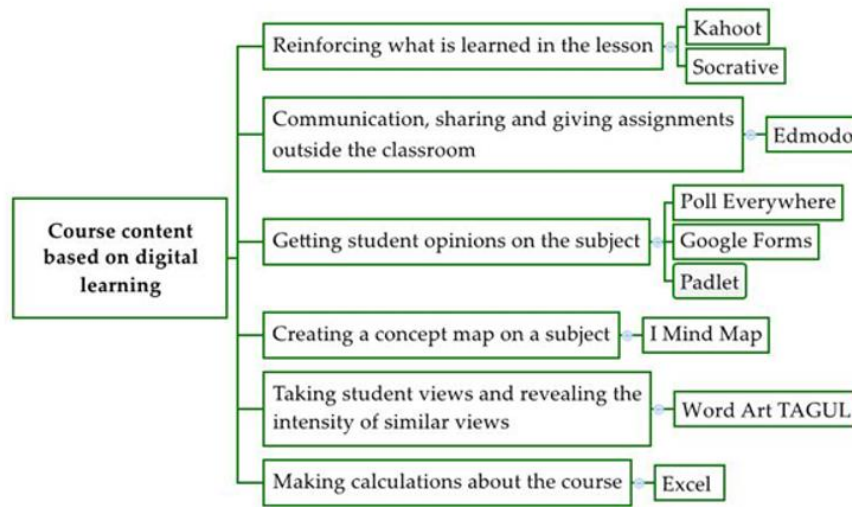 Course content
based on digital
learning
Reinforcing what is learned in the lesson
Kahoot
Socrative
Communication, sharing and giving assignments
outside the classroom
Edmodo
Getting student opinions on the subject
Poll Everywhere
Google Forms
Padlet
Creating a concept map on a subject
I Mind Map
Taking student views and revealing the
intensity of similar views
Word Art TAGUL
Making calculations about the course
Excel